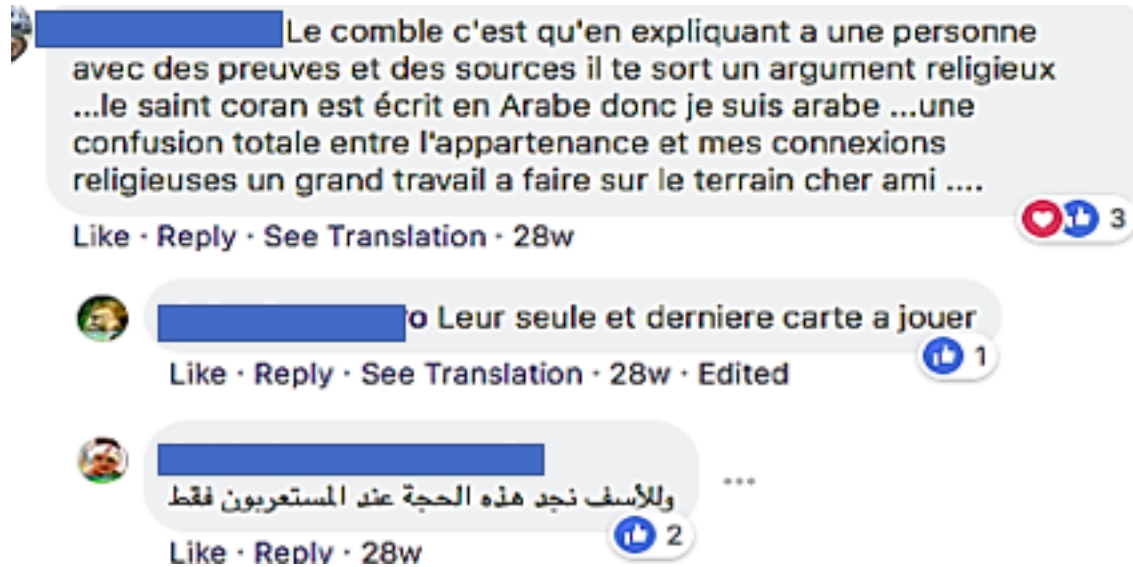 Le comble c'est qu'en expliquant a une personne
avec des preuves et des sources il te sort un argument religieux
...le saint coran est écrit en Arabe donc je suis arabe ...une
confusion totale entre l'appartenance et mes connexions
religieuses un grand travail a faire sur le terrain cher ami ....
3
Like · Reply · See Translation · 28w
o Leur seule et derniere carte a jouer
1
Like · Reply · See Translation · 28w · Edited
وللأسف نجد هذه الحجة عند المستعربون فقط
2
Like · Reply · 28w